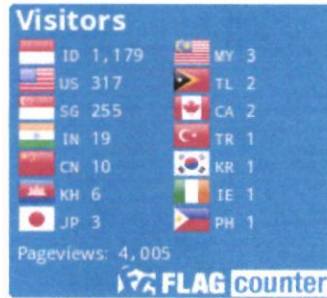 Visitors
ID 1,179
US 317
SG 255
IN 19
CN 10
KH 6
JP 3
MY 3
TL 2
CA 2
TR 1
KR 1
IE 1
PH 1
Pageviews: 4,005
FLAG counter